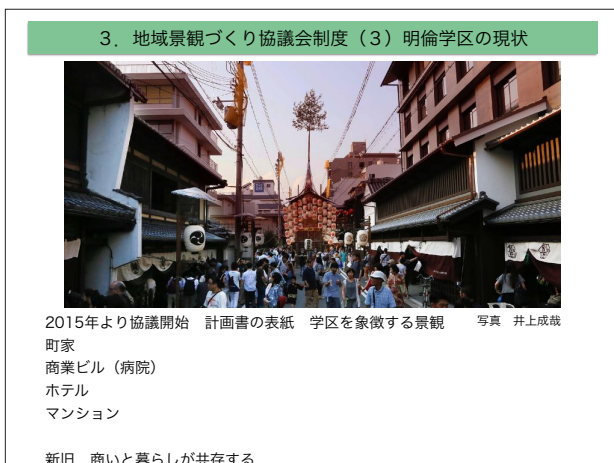 ３．地域景観づくり協議会制度（３）明倫学区の現状
2015年より協議開始　計画書の表紙　学区を象徴する景観　写真　井上成哉
町家
商業ビル（病院）
ホテル
マンション
新旧　商いと暮らしが共存する